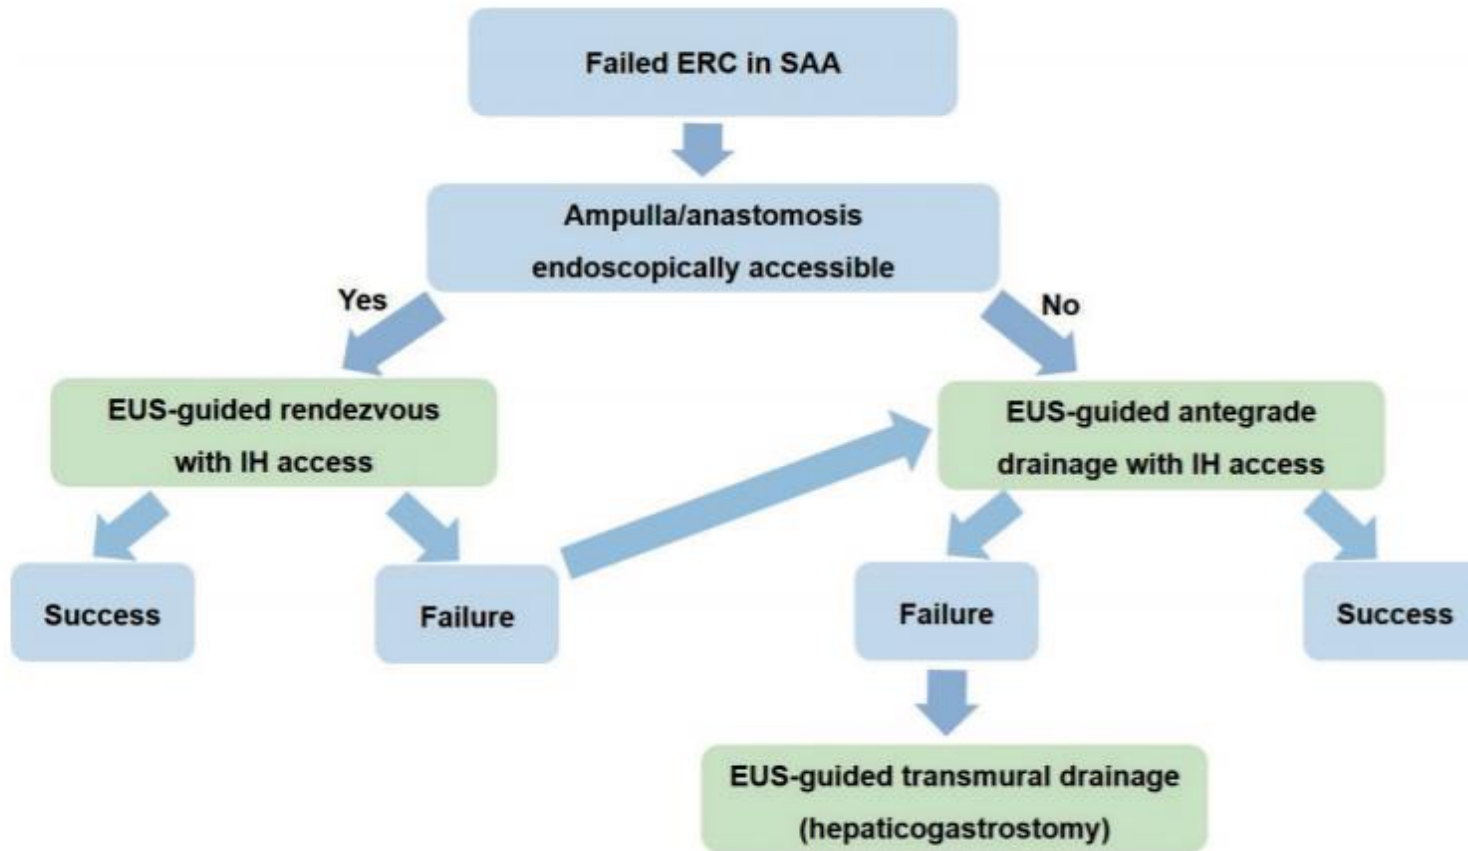 Failed ERC in SAA
Ampulla/anastomosis
endoscopically accessible
Yes
No
EUS-guided rendezvous
with IH access
EUS-guided antegrade
drainage with IH access
Success
Failure
Failure
Success
EUS-guided transmural drainage
(hepaticogastrostomy)